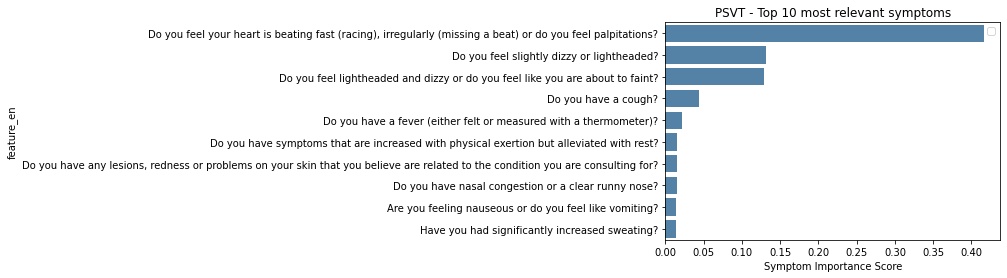 PSVT - Top 10 most relevant symptoms
Do you feel your heart is beating fast (racing), irregularly (missing a beat) or do you feel palpitations?
Do you feel slightly dizzy or lightheaded?
Do you feel lightheaded and dizzy or do you feel like you are about to faint?
Do you have a cough?
Do you have a fever (either felt or measured with a thermometer)?
Do you have symptoms that are increased with physical exertion but alleviated with rest?
Do you have any lesions, redness or problems on your skin that you believe are related to the condition you are consulting for?
Do you have nasal congestion or a clear runny nose?
Are you feeling nauseous or do you feel like vomiting?
Have you had significantly increased sweating?
feature_en
0.00 0.05 0.10 0.15 0.20 0.25 0.30 0.35 0.40
Symptom Importance Score